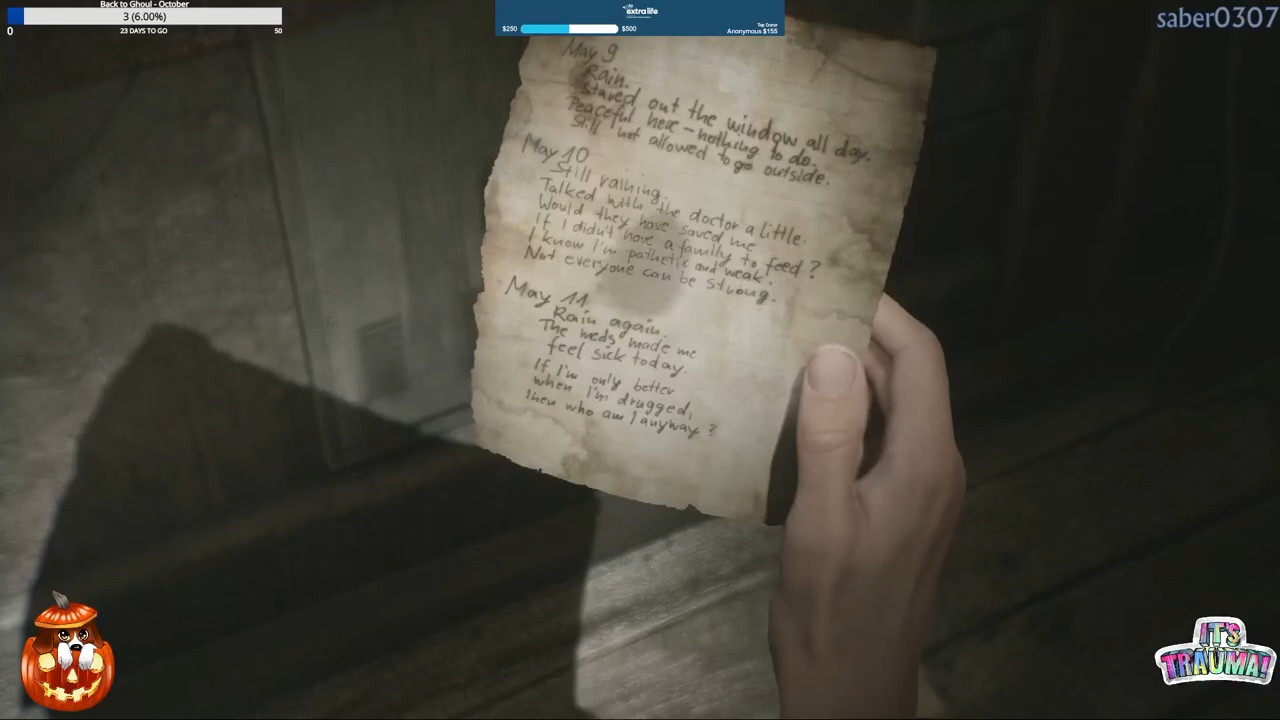 Back to Ghoul - October
3 (6.00%)
0
23 DAYS TO GO
50
extralife
$250
$500
Top Donor
Anonymous $155
saber0307
May 9
Rain.
Stared out the window all day.
Peaceful here - nothing to do.
Still not allowed to go outside.
May 10
Still raining.
Talked with the doctor a little.
Would they have saved me
If I didn't have a family to feed?
I know I'm pathetic and weak.
Not everyone can be strong.
May 11
Rain again.
The meds made me
feel sick today.
If I'm only better
when I'm drugged,
then who am I anyway?
IT'S
TRAUMA!